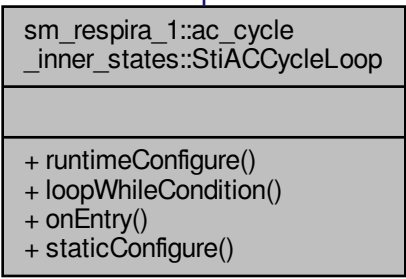 sm_respira_1::ac_cycle
_inner_states::StiACCycleLoop
+ runtimeConfigure()
+ loopWhileCondition()
+ onEntry()
+ staticConfigure()